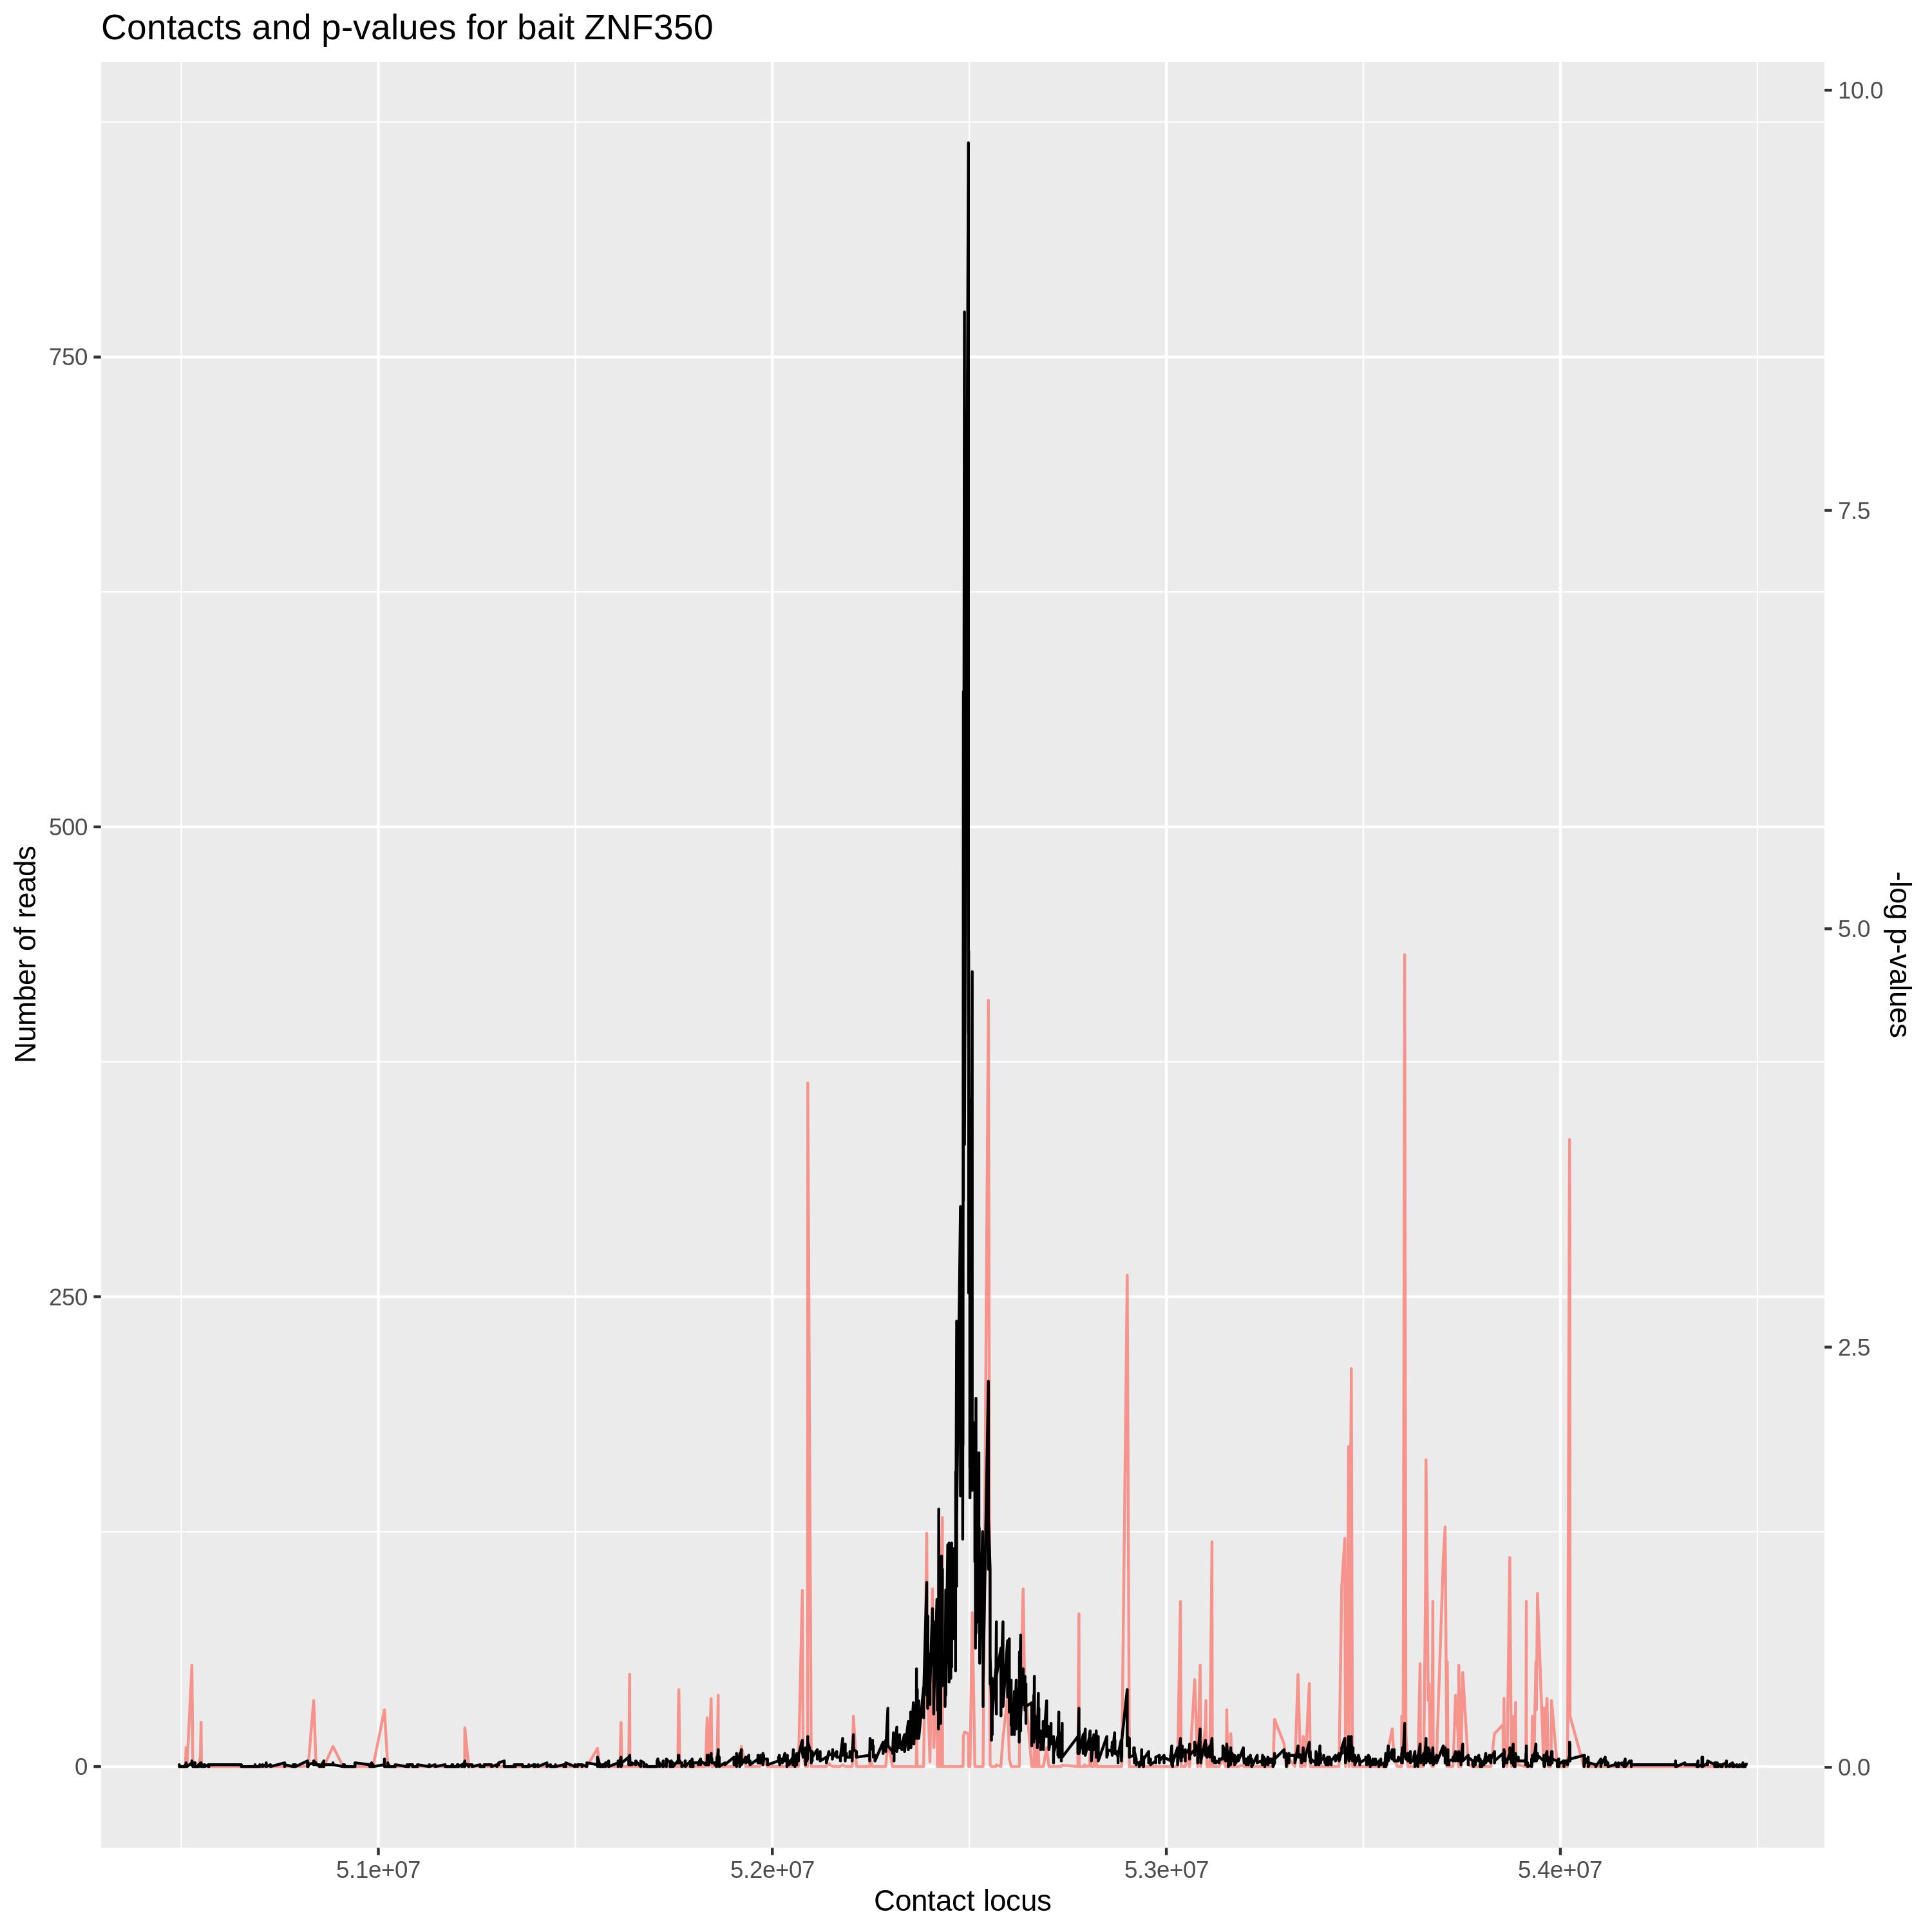 Contacts and p-values for bait ZNF350
10.0
750
7.5
500
5.0
Number of reads
-log p-values
250
2.5
0
0.0
5.1e+07 5.2e+07 5.3e+07 5.4e+07
Contact locus